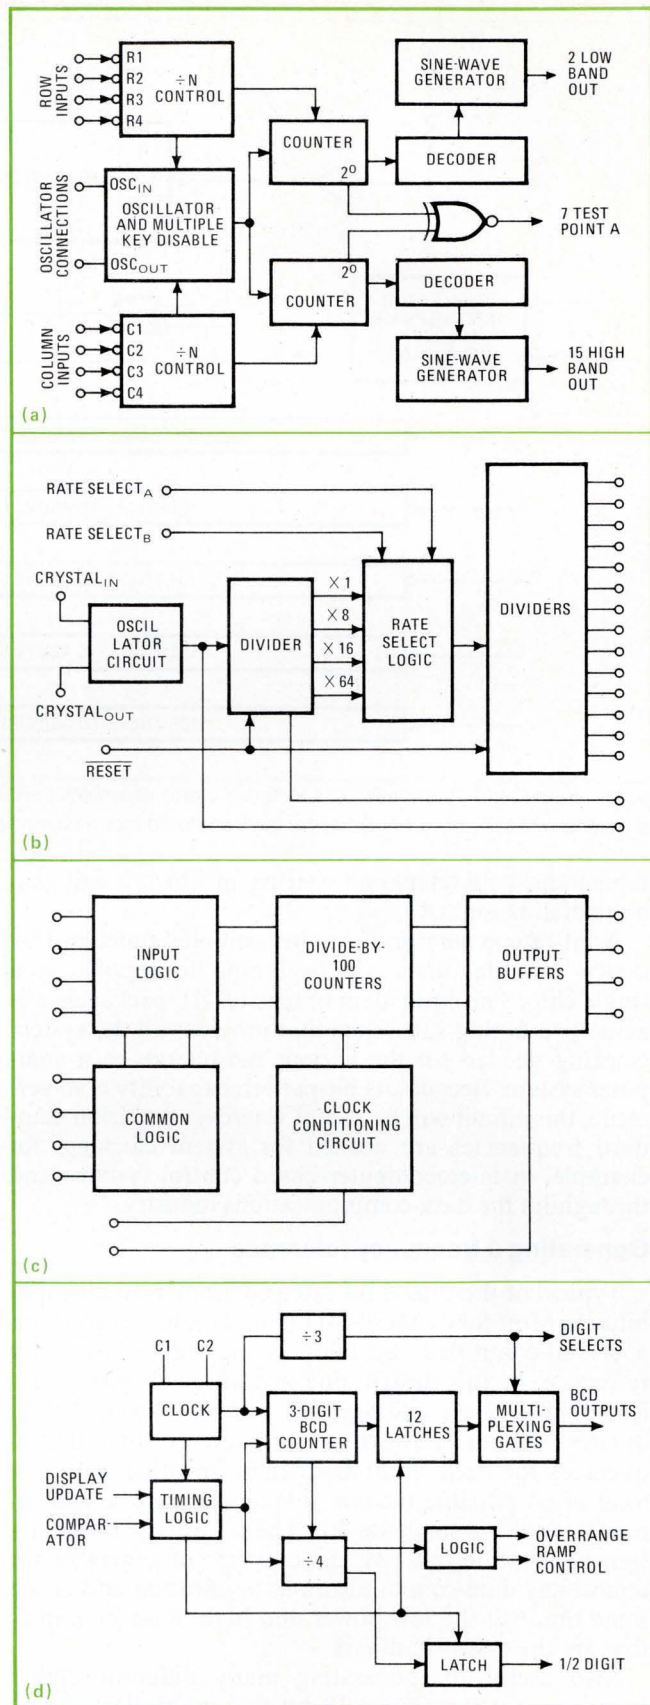 ROW INPUTS
R1
R2
R3
R4
÷N
CONTROL
OSCILLATOR CONNECTIONS
OSC_IN
OSCILLATOR
AND MULTIPLE
KEY DISABLE
OSC_OUT
COLUMN INPUTS
C1
C2
C3
C4
÷N
CONTROL
COUNTER
2⁰
2⁰
COUNTER
SINE-WAVE
GENERATOR
2 LOW
BAND
OUT
DECODER
7 TEST
POINT A
DECODER
SINE-WAVE
GENERATOR
15 HIGH
BAND
OUT
(a)
RATE SELECT_A
RATE SELECT_B
CRYSTAL_IN
OSCIL
LATOR
CIRCUIT
CRYSTAL_OUT
RESET
DIVIDER
X 1
X 8
X 16
X 64
RATE
SELECT
LOGIC
DIVIDERS
(b)
INPUT
LOGIC
DIVIDE-BY-
100
COUNTERS
OUTPUT
BUFFERS
COMMON
LOGIC
CLOCK
CONDITIONING
CIRCUIT
(c)
÷3
DIGIT
SELECTS
C1
C2
CLOCK
3-DIGIT
BCD
COUNTER
12
LATCHES
MULTI-
PLEXING
GATES
BCD
OUTPUTS
DISPLAY
UPDATE
COMPAR-
ATOR
TIMING
LOGIC
÷4
LOGIC
OVERRANGE
RAMP
CONTROL
LATCH
1/2 DIGIT
(d)